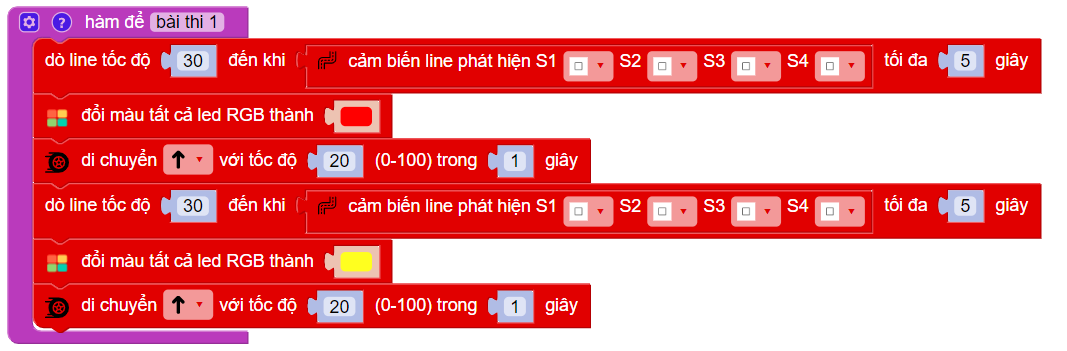 ? hàm để bài thi 1
dò line tốc độ 30 đến khi cảm biến line phát hiện S1 S2 S3 S4 tối đa 5 giây
đổi màu tất cả led RGB thành
di chuyển ↑ với tốc độ 20 (0-100) trong 1 giây
dò line tốc độ 30 đến khi cảm biến line phát hiện S1 S2 S3 S4 tối đa 5 giây
đổi màu tất cả led RGB thành
di chuyển ↑ với tốc độ 20 (0-100) trong 1 giây